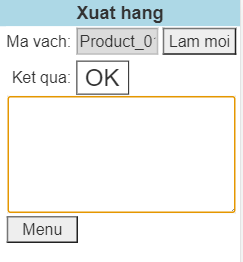 Xuat hang
Ma vach: Product_0 Lam moi
Ket qua: OK
Menu